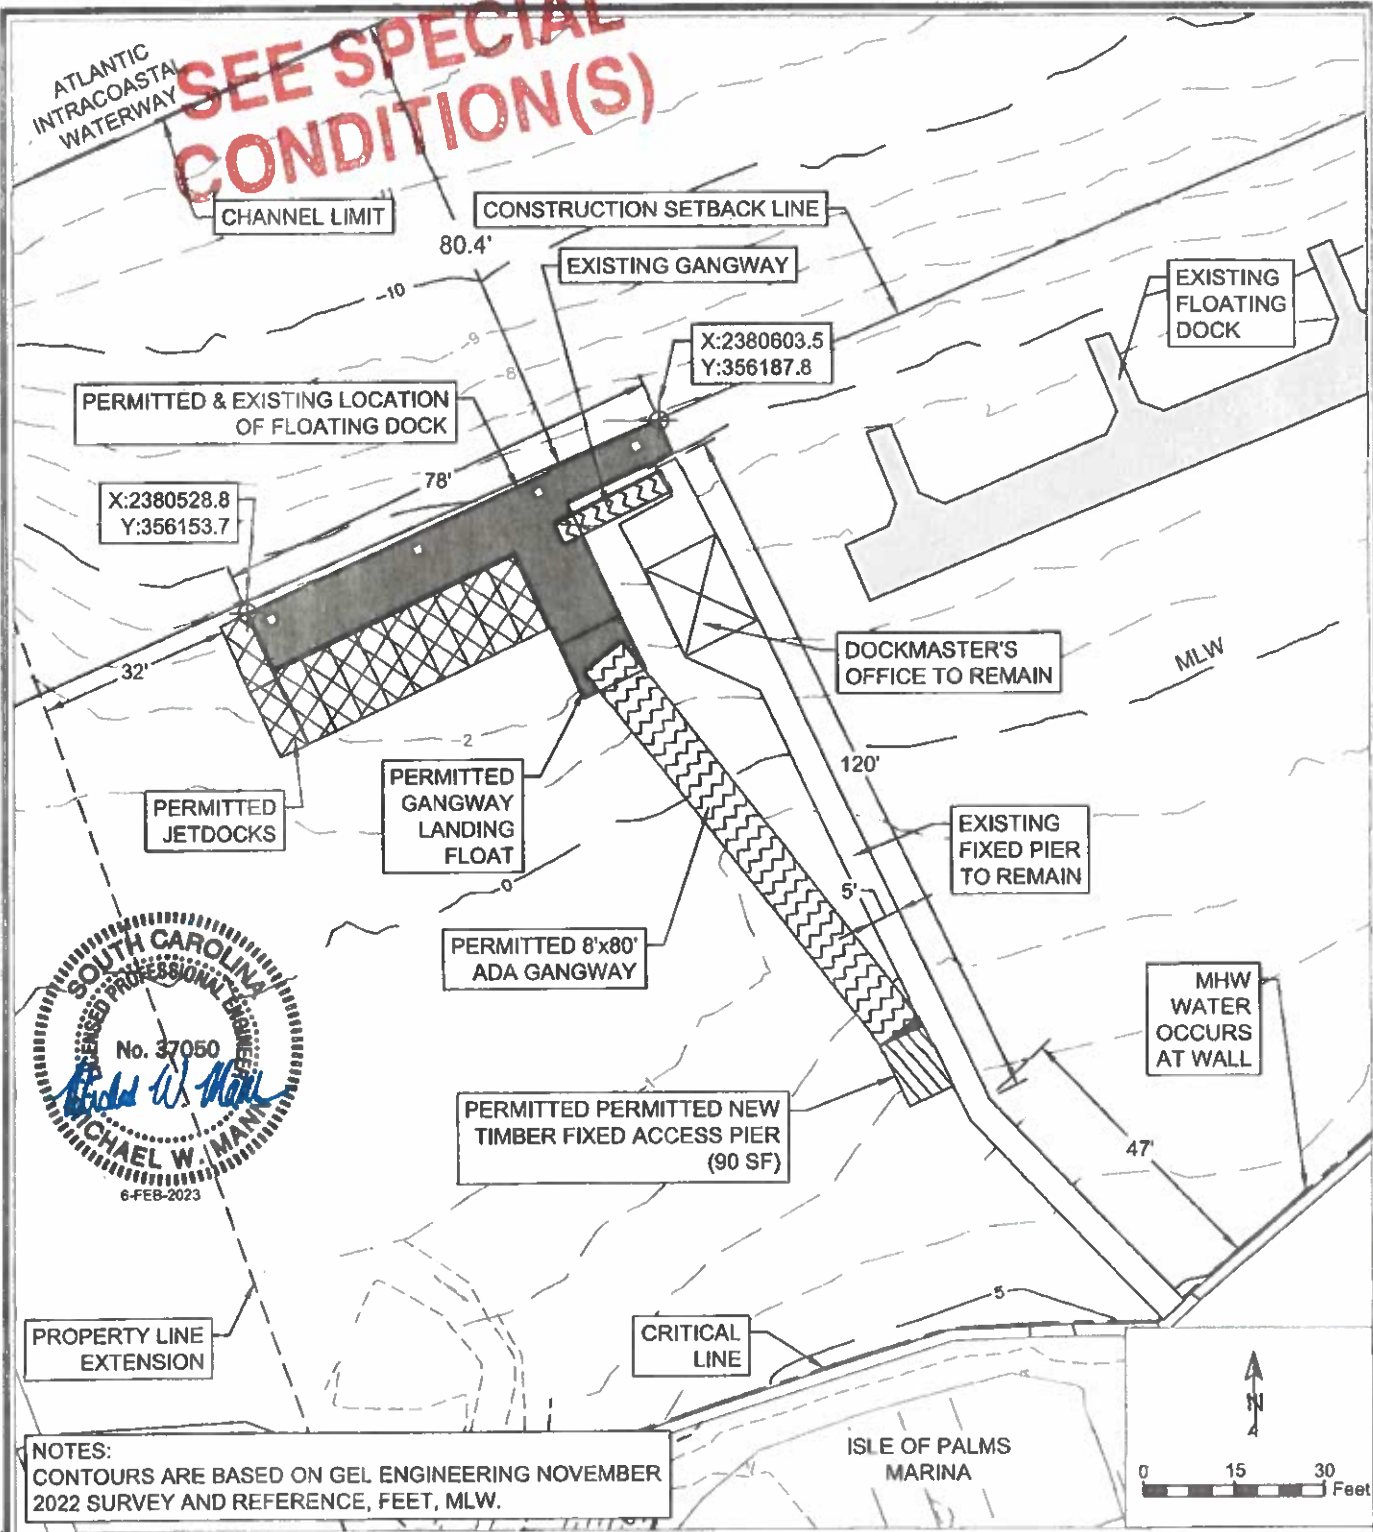 SEE SPECIAL
CONDITION(S)
ATLANTIC
INTRACOASTAL
WATERWAY
CHANNEL LIMIT
80.4'
CONSTRUCTION SETBACK LINE
EXISTING GANGWAY
-10
-9
-8
X:2380603.5
Y:356187.8
EXISTING
FLOATING
DOCK
PERMITTED & EXISTING LOCATION
OF FLOATING DOCK
78'
X:2380528.8
Y:356153.7
32'
DOCKMASTER'S
OFFICE TO REMAIN
MLW
-2
120'
PERMITTED
JETDOCKS
PERMITTED
GANGWAY
LANDING
FLOAT
0
EXISTING
FIXED PIER
TO REMAIN
5'
PERMITTED 8'x80'
ADA GANGWAY
MHW
WATER
OCCURS
AT WALL
SOUTH CAROLINA
LICENSED PROFESSIONAL ENGINEER
No. 37050
Michael W. Mann
MICHAEL W. MANN
6-FEB-2023
PERMITTED PERMITTED NEW
TIMBER FIXED ACCESS PIER
(90 SF)
47'
5
PROPERTY LINE
EXTENSION
CRITICAL
LINE
NOTES:
CONTOURS ARE BASED ON GEL ENGINEERING NOVEMBER
2022 SURVEY AND REFERENCE, FEET, MLW.
ISLE OF PALMS
MARINA
N
0 15 30
Feet